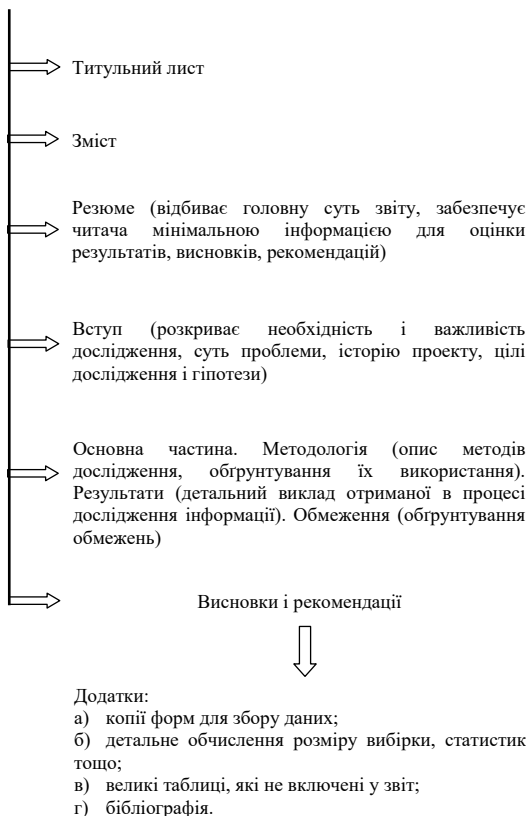 Титульний лист
Зміст
Резюме (відбиває головну суть звіту, забезпечує
читача мінімальною інформацією для оцінки
результатів, висновків, рекомендацій)
Вступ (розкриває необхідність і важливість
дослідження, суть проблеми, історію проекту, цілі
дослідження і гіпотези)
Основна частина. Методологія (опис методів
дослідження, обґрунтування їх використання).
Результати (детальний виклад отриманої в процесі
дослідження інформації). Обмеження (обґрунтування
обмежень)
Висновки і рекомендації
Додатки:
а) копії форм для збору даних;
б) детальне обчислення розміру вибірки, статистик
тощо;
в) великі таблиці, які не включені у звіт;
г) бібліографія.